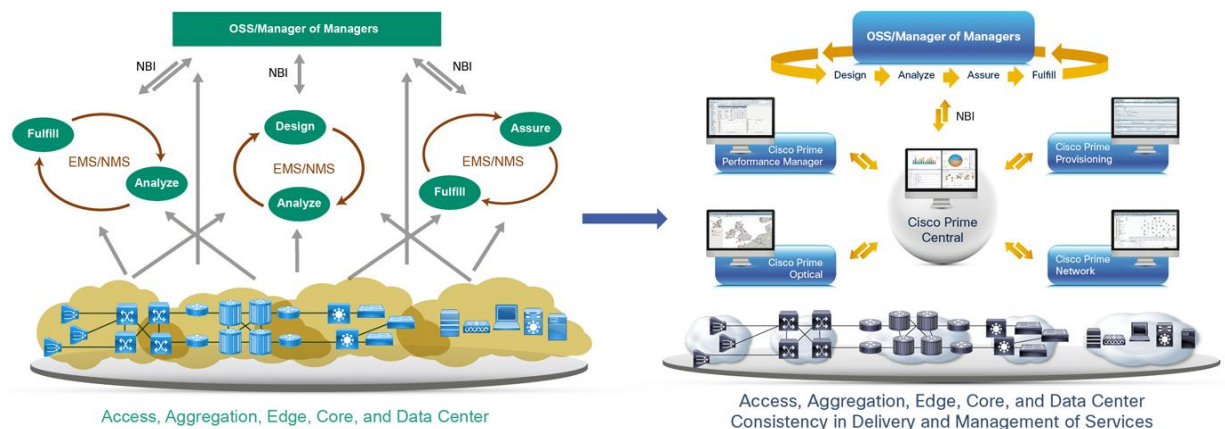 OSS/Manager of Managers
NBI
NBI
NBI
Fulfill
EMS/NMS
Analyze
Design
EMS/NMS
Analyze
Assure
EMS/NMS
Fulfill
Access, Aggregation, Edge, Core, and Data Center
OSS/Manager of Managers
Design
Analyze
Assure
Fulfill
NBI
Cisco Prime
Performance Manager
Cisco Prime
Provisioning
Cisco Prime
Central
Cisco Prime
Optical
Cisco Prime
Network
Access, Aggregation, Edge, Core, and Data Center
Consistency in Delivery and Management of Services